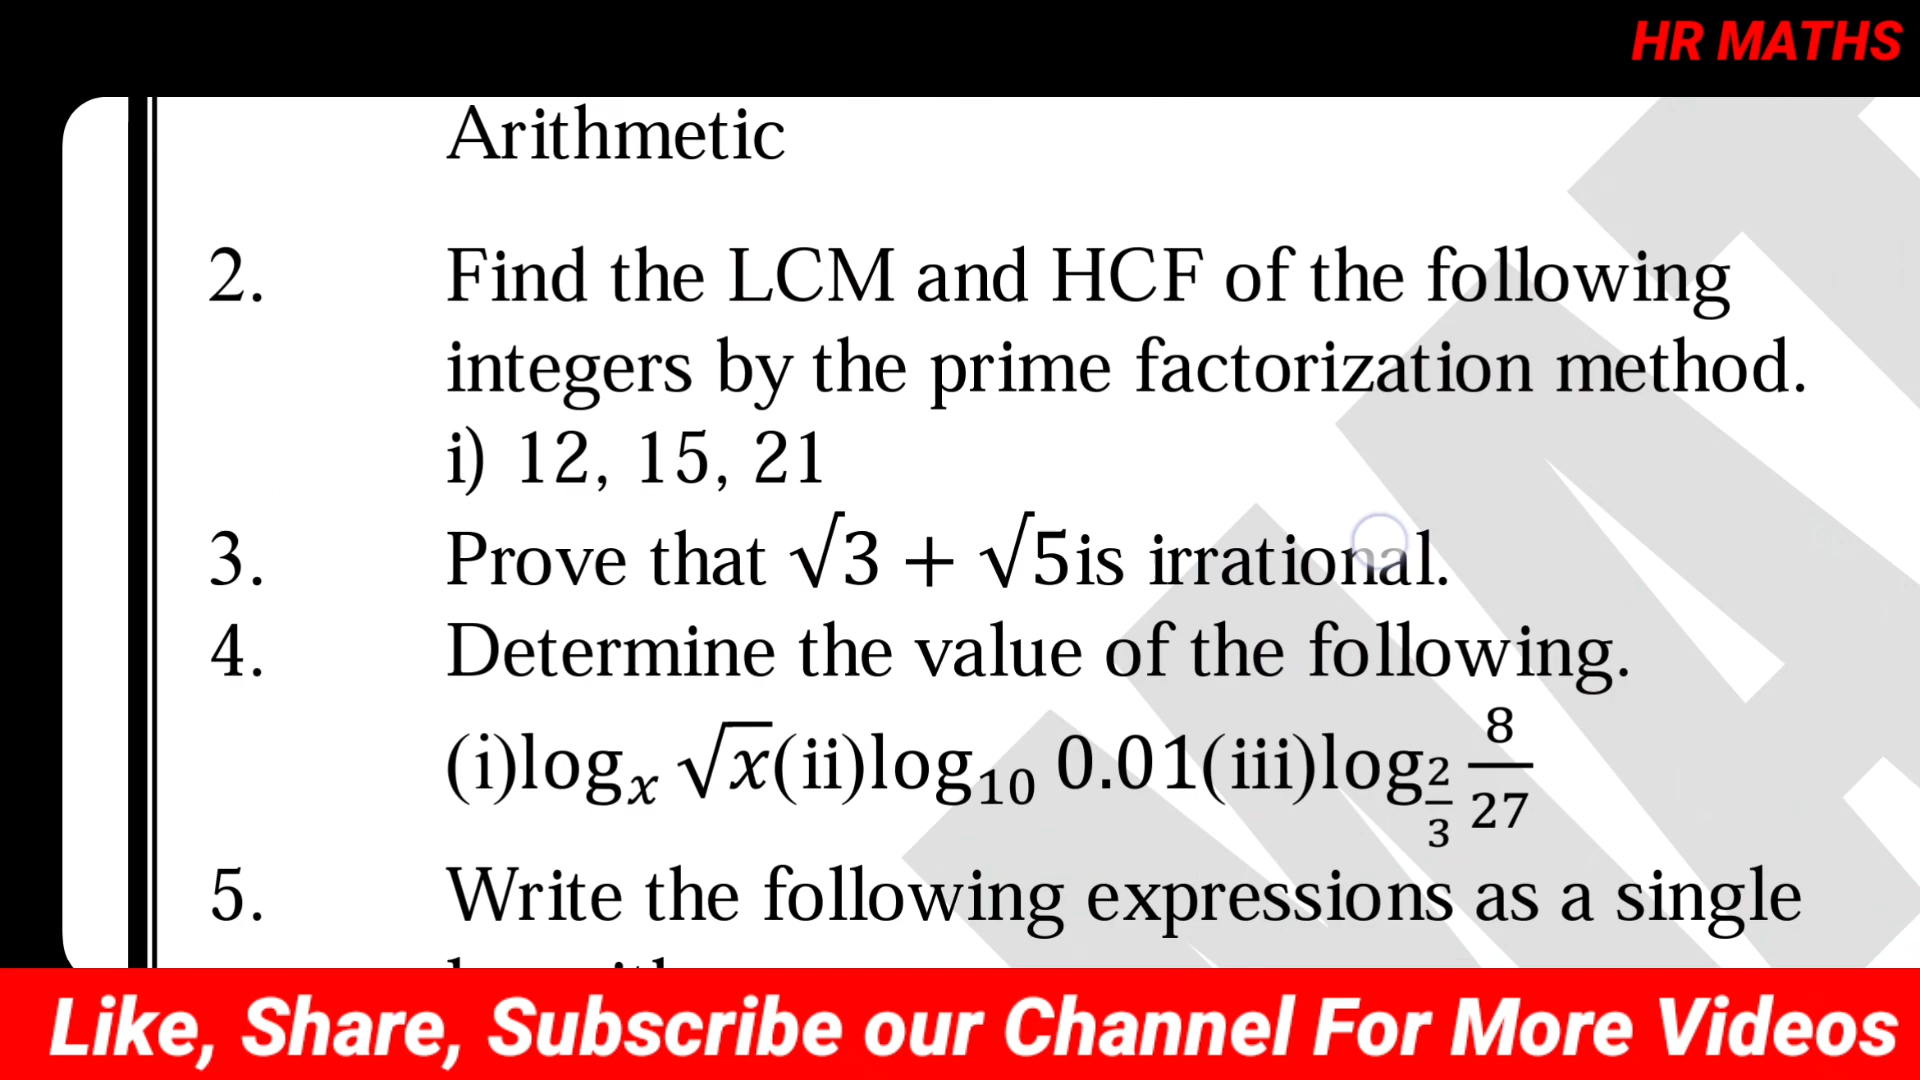 HR MATHS
Arithmetic
2. Find the LCM and HCF of the following
integers by the prime factorization method.
i) 12, 15, 21
3. Prove that √3 + √5is irrational.
4. Determine the value of the following.
(i)logₓ √x(ii)log₁₀ 0.01(iii)log_{2/3} 8/27
5. Write the following expressions as a single
Like, Share, Subscribe our Channel For More Videos